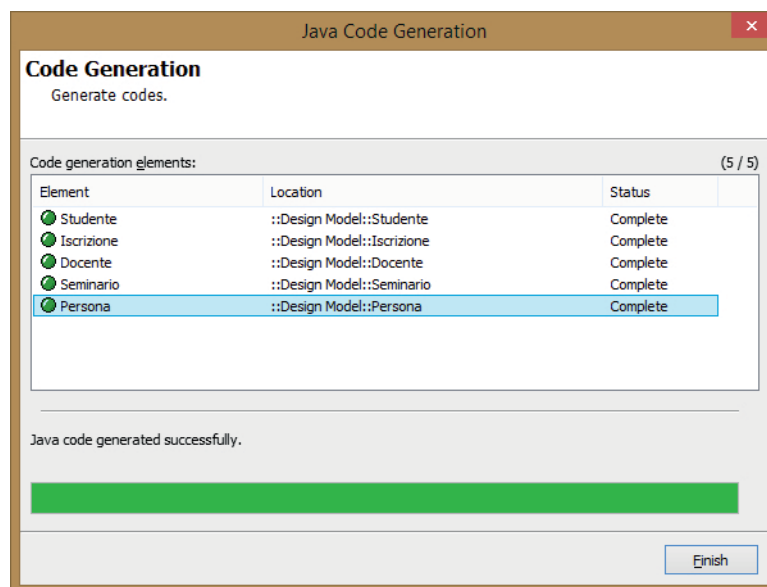 Java Code Generation
Code Generation
Generate codes.
Code generation elements: (5 / 5)
Element Location Status
Studente ::Design Model::Studente Complete
Iscrizione ::Design Model::Iscrizione Complete
Docente ::Design Model::Docente Complete
Seminario ::Design Model::Seminario Complete
Persona ::Design Model::Persona Complete
Java code generated successfully.
Finish